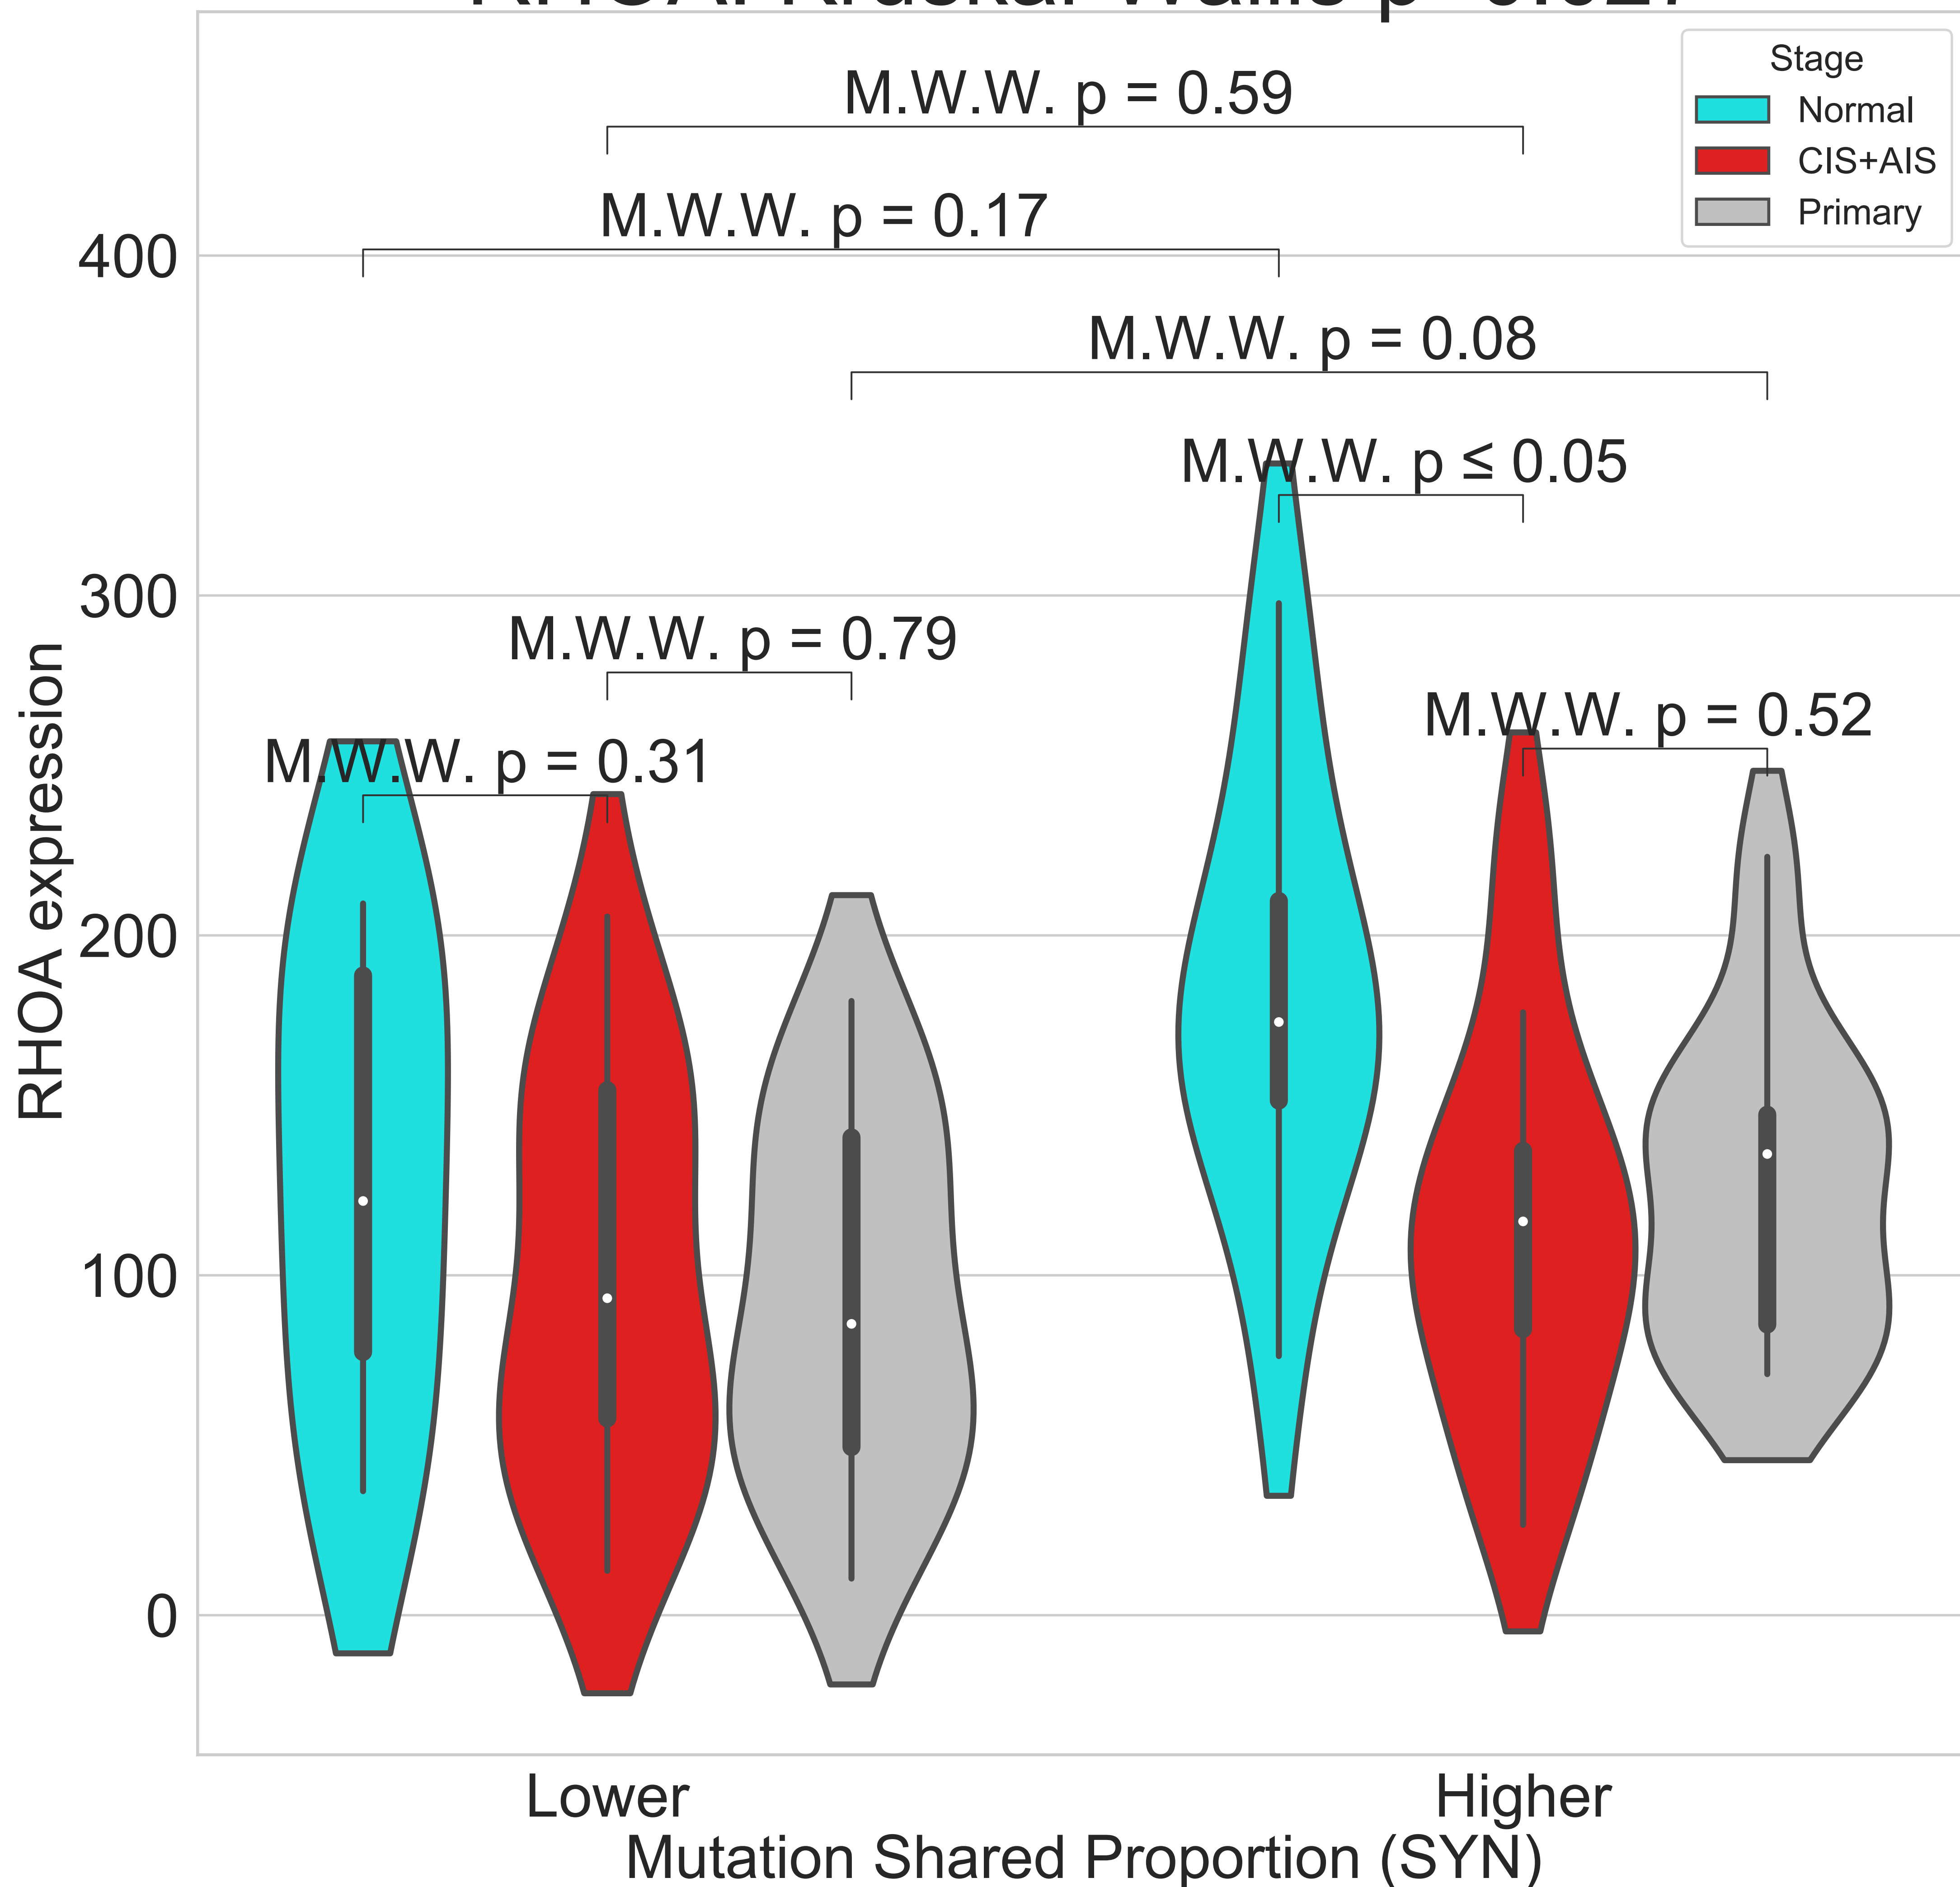 Stage
Normal
CIS+AIS
Primary
M.W.W. p = 0.59
M.W.W. p = 0.17
M.W.W. p = 0.08
M.W.W. p ≤ 0.05
M.W.W. p = 0.79
M.W.W. p = 0.52
M.W.W. p = 0.31
RHOA expression
400
300
200
100
0
Lower
Higher
Mutation Shared Proportion (SYN)